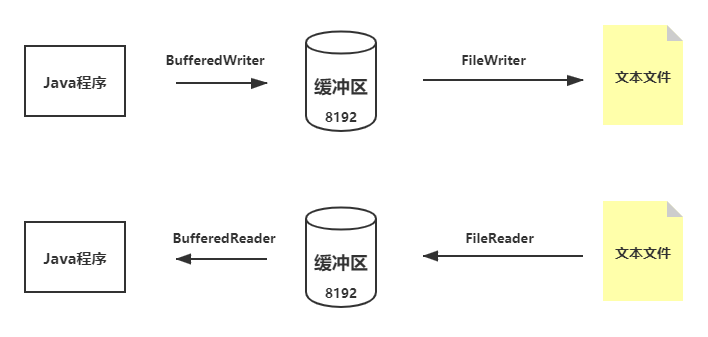 BufferedWriter
FileWriter
Java程序
缓冲区
8192
文本文件
BufferedReader
FileReader
Java程序
缓冲区
8192
文本文件